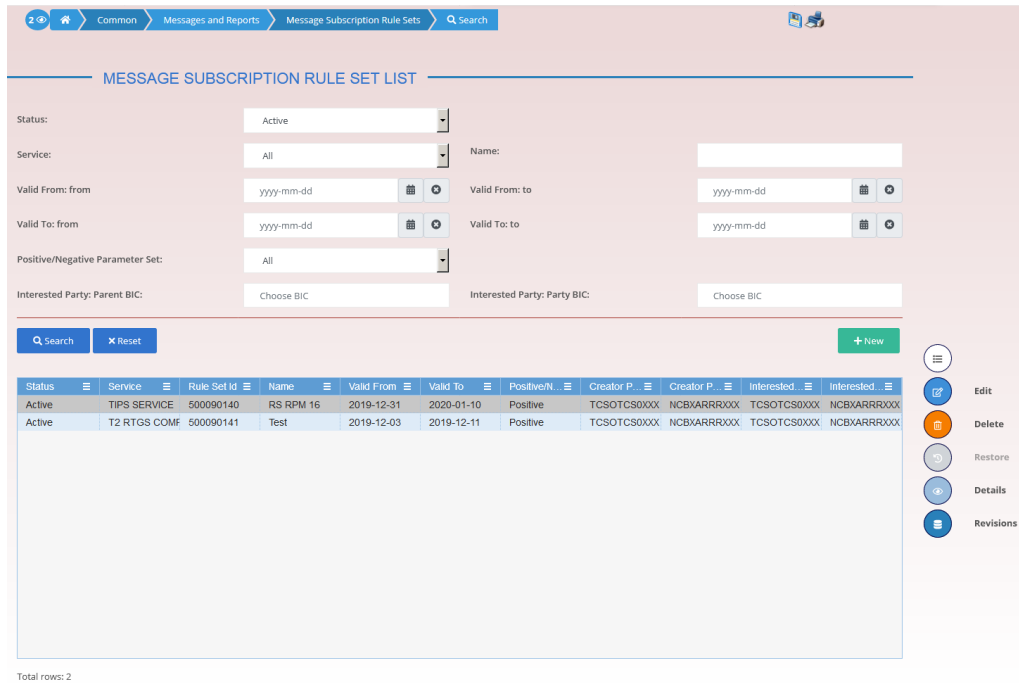 2 Common Messages and Reports Message Subscription Rule Sets Search
MESSAGE SUBSCRIPTION RULE SET LIST
Status: Active
Service: All Name:
Valid From: from yyyy-mm-dd Valid From: to yyyy-mm-dd
Valid To: from yyyy-mm-dd Valid To: to yyyy-mm-dd
Positive/Negative Parameter Set: All
Interested Party: Parent BIC: Choose BIC Interested Party: Party BIC: Choose BIC
Search Reset New
Status Service Rule Set Id Name Valid From Valid To Positive/N... Creator P... Creator P... Interested... Interested...
Active TIPS SERVICE 500090140 RS RPM 16 2019-12-31 2020-01-10 Positive TCSOTCS0XXX NCBXARRRXXX TCSOTCS0XXX NCBXARRRXXX
Active T2 RTGS COMF 500090141 Test 2019-12-03 2019-12-11 Positive TCSOTCS0XXX NCBXARRRXXX TCSOTCS0XXX NCBXARRRXXX
Edit
Delete
Restore
Details
Revisions
Total rows: 2